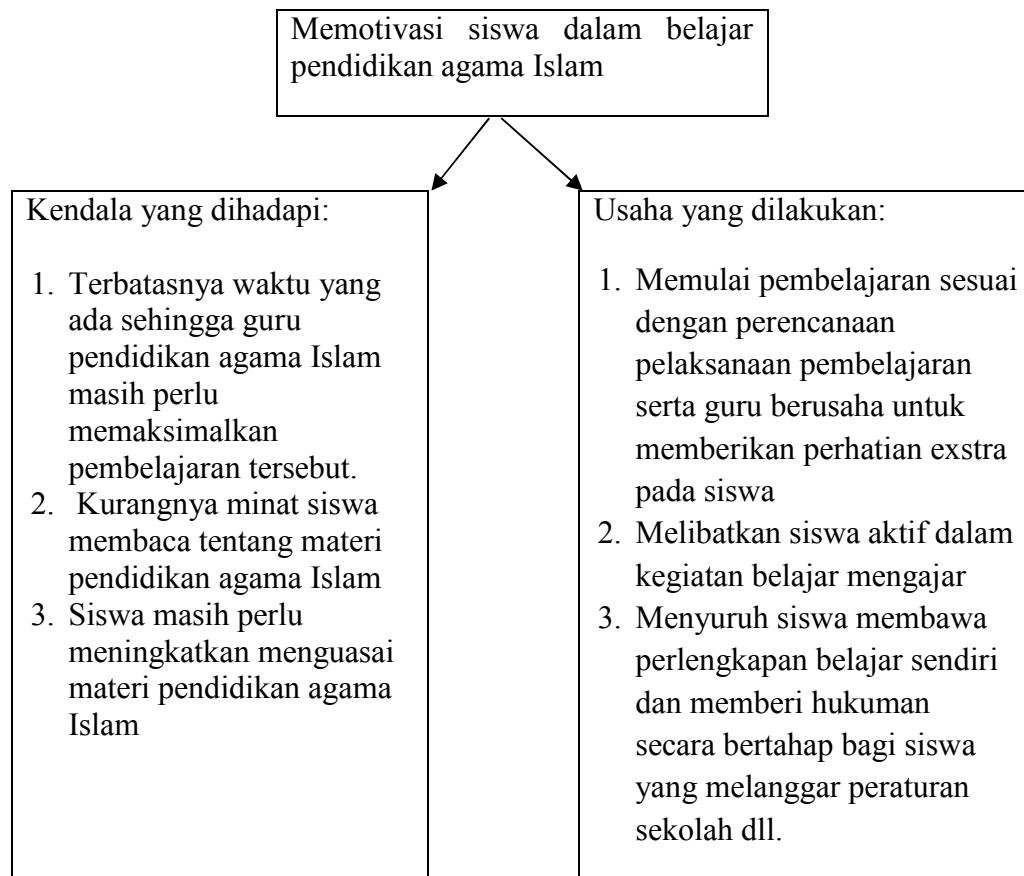 Memotivasi siswa dalam belajar
pendidikan agama Islam
Kendala yang dihadapi:
1. Terbatasnya waktu yang
ada sehingga guru
pendidikan agama Islam
masih perlu
memaksimalkan
pembelajaran tersebut.
2. Kurangnya minat siswa
membaca tentang materi
pendidikan agama Islam
3. Siswa masih perlu
meningkatkan menguasai
materi pendidikan agama
Islam
Usaha yang dilakukan:
1. Memulai pembelajaran sesuai
dengan perencanaan
pelaksanaan pembelajaran
serta guru berusaha untuk
memberikan perhatian exstra
pada siswa
2. Melibatkan siswa aktif dalam
kegiatan belajar mengajar
3. Menyuruh siswa membawa
perlengkapan belajar sendiri
dan memberi hukuman
secara bertahap bagi siswa
yang melanggar peraturan
sekolah dll.